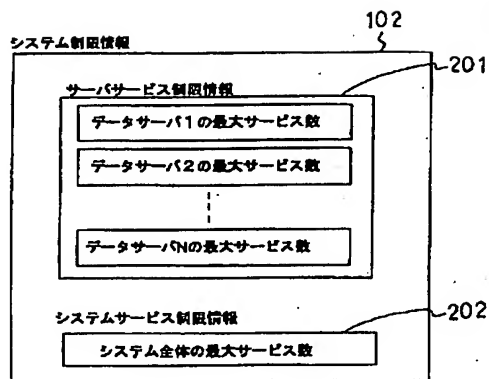 102
システム制限情報
201
サーバサービス制限情報
データサーバ1の最大サービス数
データサーバ2の最大サービス数
データサーバNの最大サービス数
システムサービス制限情報
202
システム全体の最大サービス数